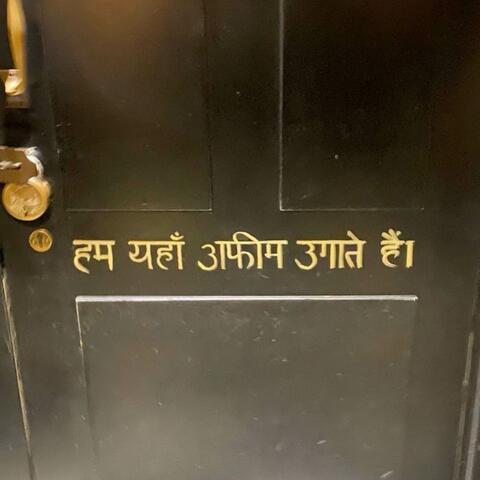 हम यहाँ अफीम उगाते हैं।